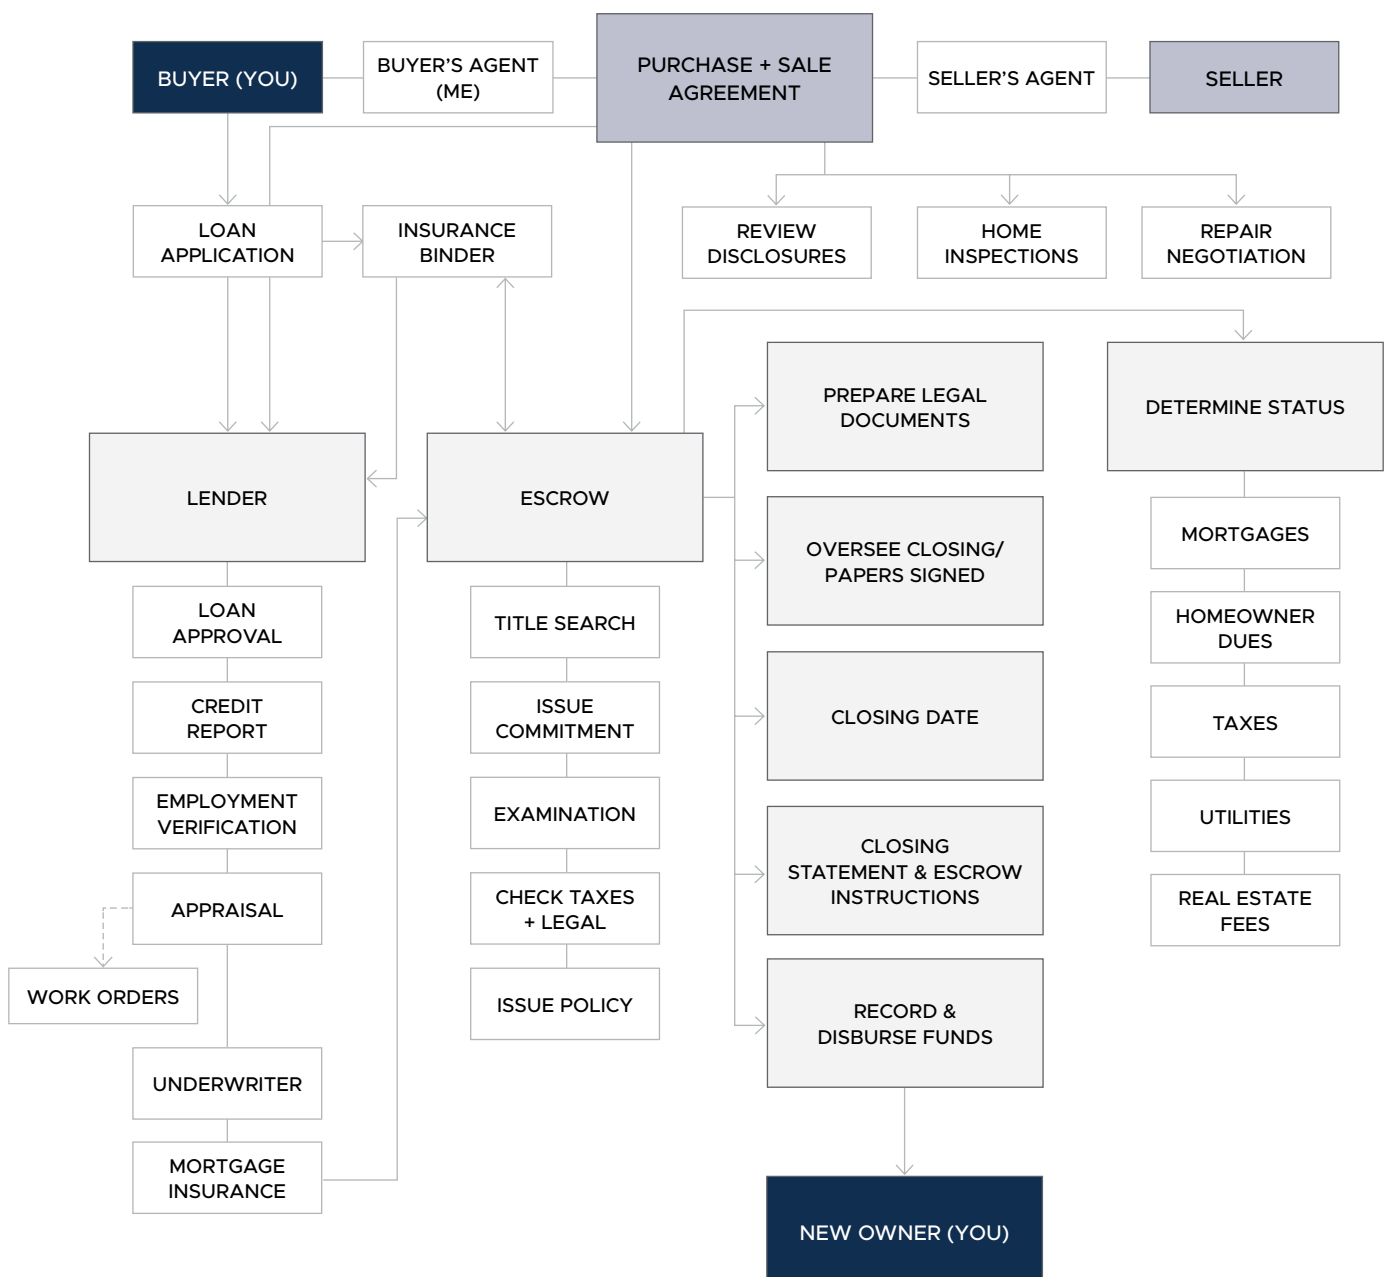 BUYER (YOU)
BUYER’S AGENT
(ME)
PURCHASE + SALE
AGREEMENT
SELLER’S AGENT
SELLER
LOAN
APPLICATION
INSURANCE
BINDER
REVIEW
DISCLOSURES
HOME
INSPECTIONS
REPAIR
NEGOTIATION
LENDER
LOAN
APPROVAL
CREDIT
REPORT
EMPLOYMENT
VERIFICATION
APPRAISAL
WORK ORDERS
UNDERWRITER
MORTGAGE
INSURANCE
ESCROW
TITLE SEARCH
ISSUE
COMMITMENT
EXAMINATION
CHECK TAXES
+ LEGAL
ISSUE POLICY
PREPARE LEGAL
DOCUMENTS
OVERSEE CLOSING/
PAPERS SIGNED
CLOSING DATE
CLOSING
STATEMENT & ESCROW
INSTRUCTIONS
RECORD &
DISBURSE FUNDS
NEW OWNER (YOU)
DETERMINE STATUS
MORTGAGES
HOMEOWNER
DUES
TAXES
UTILITIES
REAL ESTATE
FEES